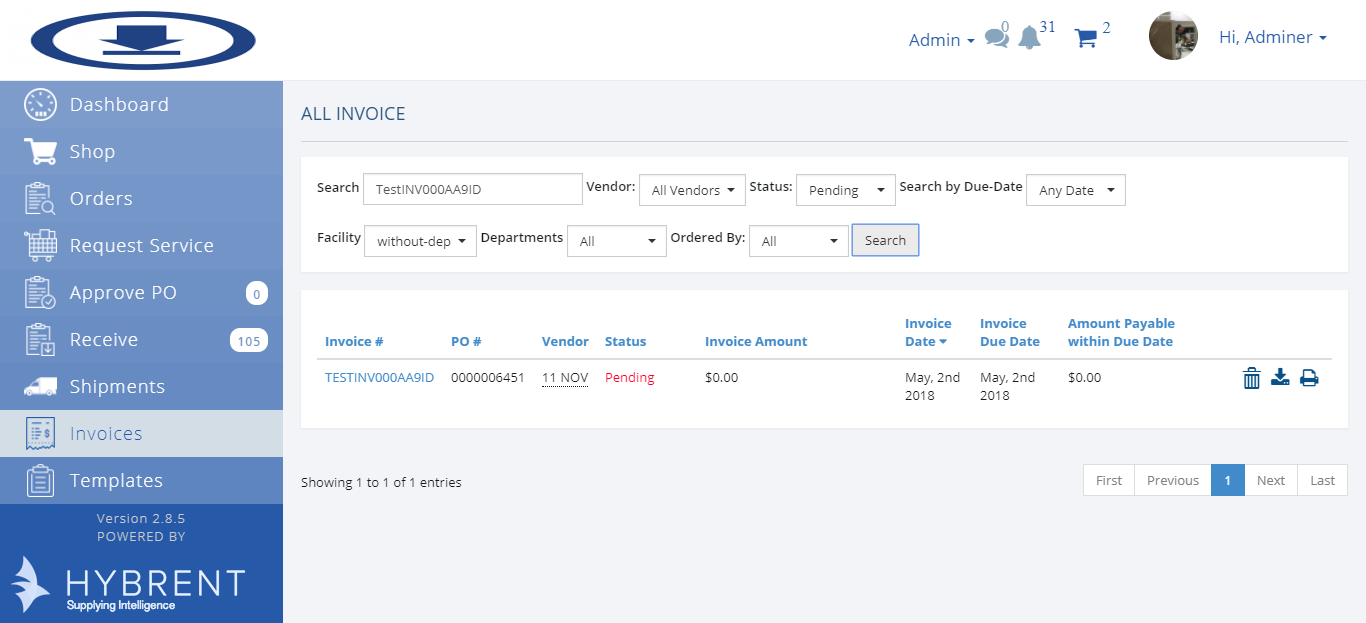 Admin 0 31 2 Hi, Adminer
Dashboard
Shop
Orders
Request Service
Approve PO 0
Receive 105
Shipments
Invoices
Templates
Version 2.8.5
POWERED BY
HYBRENT
Supplying Intelligence
ALL INVOICE
Search TestINV000AA9ID Vendor: All Vendors Status: Pending Search by Due-Date Any Date
Facility without-dep Departments All Ordered By: All Search
Invoice # PO # Vendor Status Invoice Amount Invoice Date Invoice Due Date Amount Payable within Due Date
TESTINV000AA9ID 0000006451 11 NOV Pending $0.00 May, 2nd 2018 May, 2nd 2018 $0.00
Showing 1 to 1 of 1 entries First Previous 1 Next Last